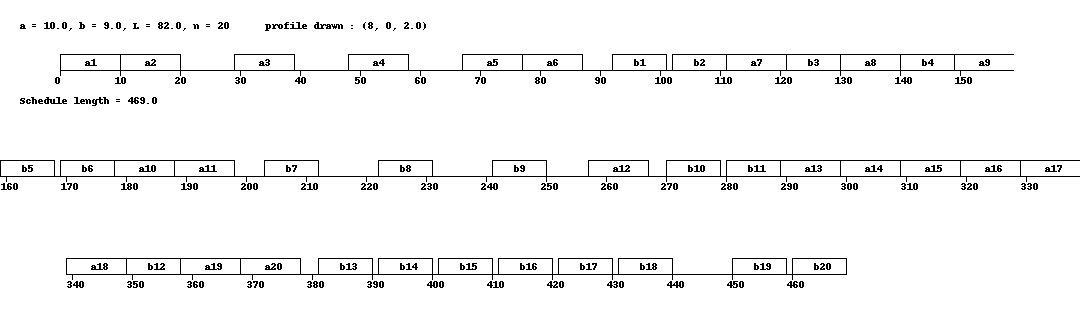 a = 10.0, b = 9.0, L = 82.0, n = 20 profile drawn : (8, 0, 2.0)
a1 a2 a3 a4 a5 a6 b1 b2 a7 b3 a8 b4 a9
0 10 20 30 40 50 60 70 80 90 100 110 120 130 140 150
Schedule length = 469.0
b5 b6 a10 a11 b7 b8 b9 a12 b10 b11 a13 a14 a15 a16 a17
160 170 180 190 200 210 220 230 240 250 260 270 280 290 300 310 320 330
a18 b12 a19 a20 b13 b14 b15 b16 b17 b18 b19 b20
340 350 360 370 380 390 400 410 420 430 440 450 460